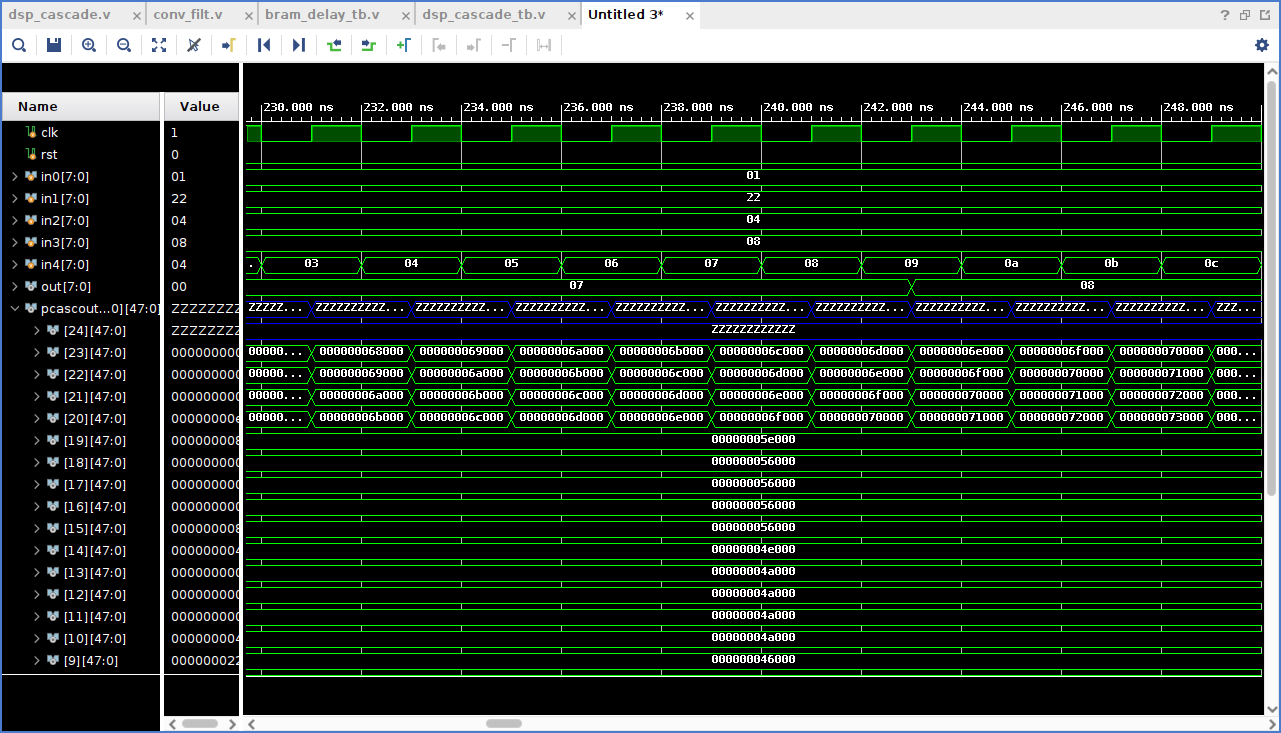 dsp_cascade.v × conv_filt.v × bram_delay_tb.v × dsp_cascade_tb.v × Untitled 3* ×
?
Name Value
230.000 ns 232.000 ns 234.000 ns 236.000 ns 238.000 ns 240.000 ns 242.000 ns 244.000 ns 246.000 ns 248.000 ns
clk 1
rst 0
in0[7:0] 01 01
in1[7:0] 22 22
in2[7:0] 04 04
in3[7:0] 08 08
in4[7:0] 04 . 03 04 05 06 07 08 09 0a 0b 0c
out[7:0] 00 07 08
pcascout...0][47:0] ZZZZZZZZ ZZZZZ... ZZZZZZZZZZ... ZZZZZZZZZZ... ZZZZZZZZZZ... ZZZZZZZZZZ... ZZZZZZZZZZ... ZZZZZZZZZZ... ZZZZZZZZZZ... ZZZZZZZZZZ... ZZZZZZZZZZ... ZZZ...
[24][47:0] ZZZZZZZZ ZZZZZZZZZZZZ
[23][47:0] 000000000 00000... 000000068000 000000069000 00000006a000 00000006b000 00000006c000 00000006d000 00000006e000 00000006f000 000000070000 000...
[22][47:0] 000000000 00000... 000000069000 00000006a000 00000006b000 00000006c000 00000006d000 00000006e000 00000006f000 000000070000 000000071000 000...
[21][47:0] 000000000 00000... 00000006a000 00000006b000 00000006c000 00000006d000 00000006e000 00000006f000 000000070000 000000071000 000000072000 000...
[20][47:0] 00000000e 00000... 00000006b000 00000006c000 00000006d000 00000006e000 00000006f000 000000070000 000000071000 000000072000 000000073000 000...
[19][47:0] 000000008 00000005e000
[18][47:0] 000000000 000000056000
[17][47:0] 000000000 000000056000
[16][47:0] 000000000 000000056000
[15][47:0] 000000008 000000056000
[14][47:0] 000000004 00000004e000
[13][47:0] 000000000 00000004a000
[12][47:0] 000000000 00000004a000
[11][47:0] 000000000 00000004a000
[10][47:0] 000000004 00000004a000
[9][47:0] 000000022 000000046000